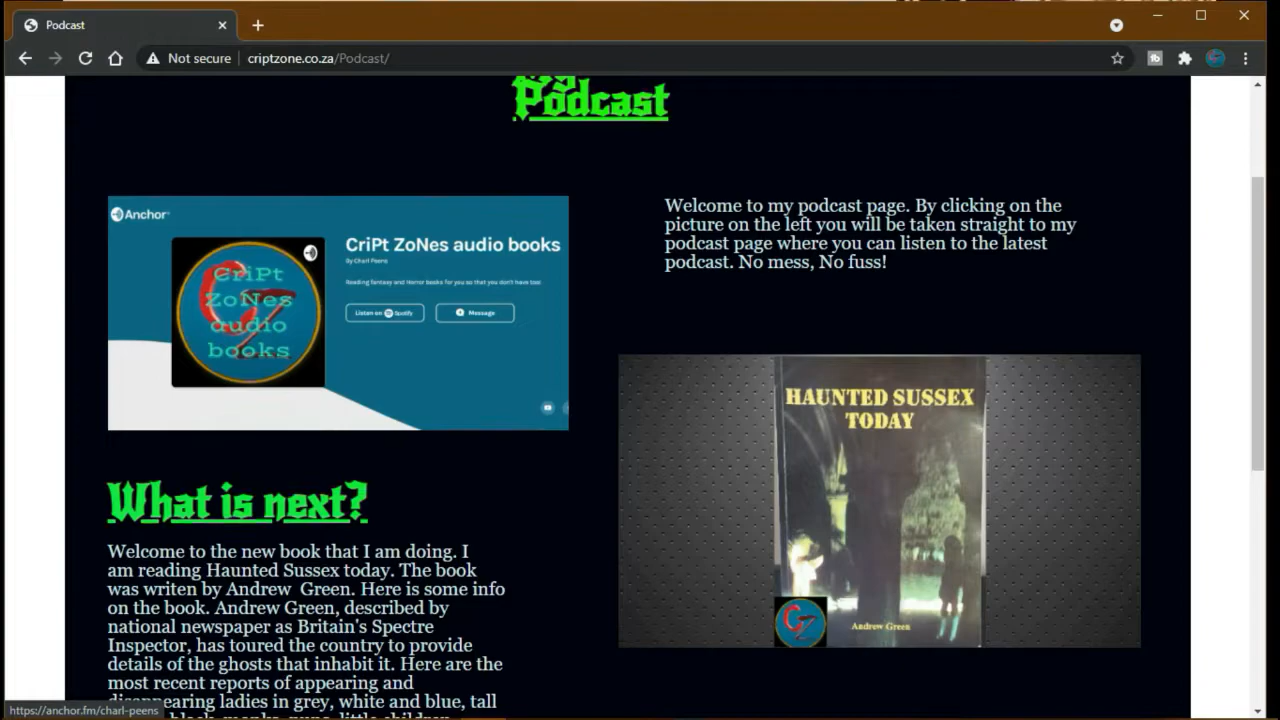 Podcast
Not secure
criptzone.co.za/Podcast/
Podcast
Anchor
CriPt ZoNes audio books
By Charl Peens
Reading fantasy and Horror books for you so that you don't have too!
Listen on Spotify
Message
CriPt
ZoNes
audio
books
Welcome to my podcast page. By clicking on the
picture on the left you will be taken straight to my
podcast page where you can listen to the latest
podcast. No mess, No fuss!
HAUNTED SUSSEX
TODAY
Andrew Green
What is next?
Welcome to the new book that I am doing. I
am reading Haunted Sussex today. The book
was writen by Andrew  Green. Here is some info
on the book. Andrew Green, described by
national newspaper as Britain's Spectre
Inspector, has toured the country to provide
details of the ghosts that inhabit it. Here are the
most recent reports of appearing and
disappearing ladies in grey, white and blue, tall
black monks, nuns, little children
https://anchor.fm/charl-peens